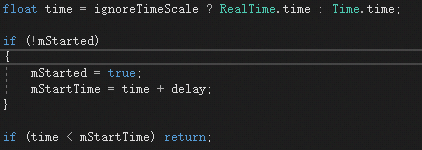 float time = ignoreTimeScale ? RealTime.time : Time.time;
if (!mStarted)
{
mStarted = true;
mStartTime = time + delay;
}
if (time < mStartTime) return;